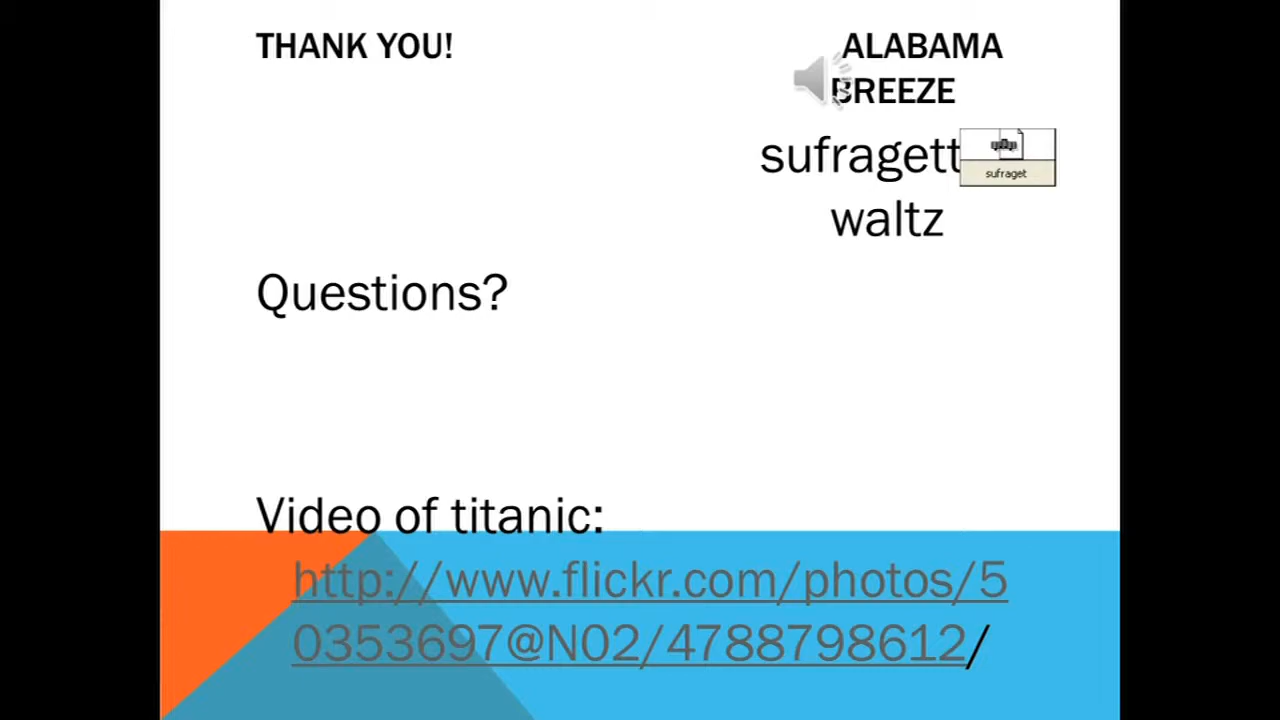 THANK YOU!
ALABAMA
BREEZE
sufragett
sufraget
waltz
Questions?
Video of titanic:
http://www.flickr.com/photos/5
0353697@N02/4788798612/